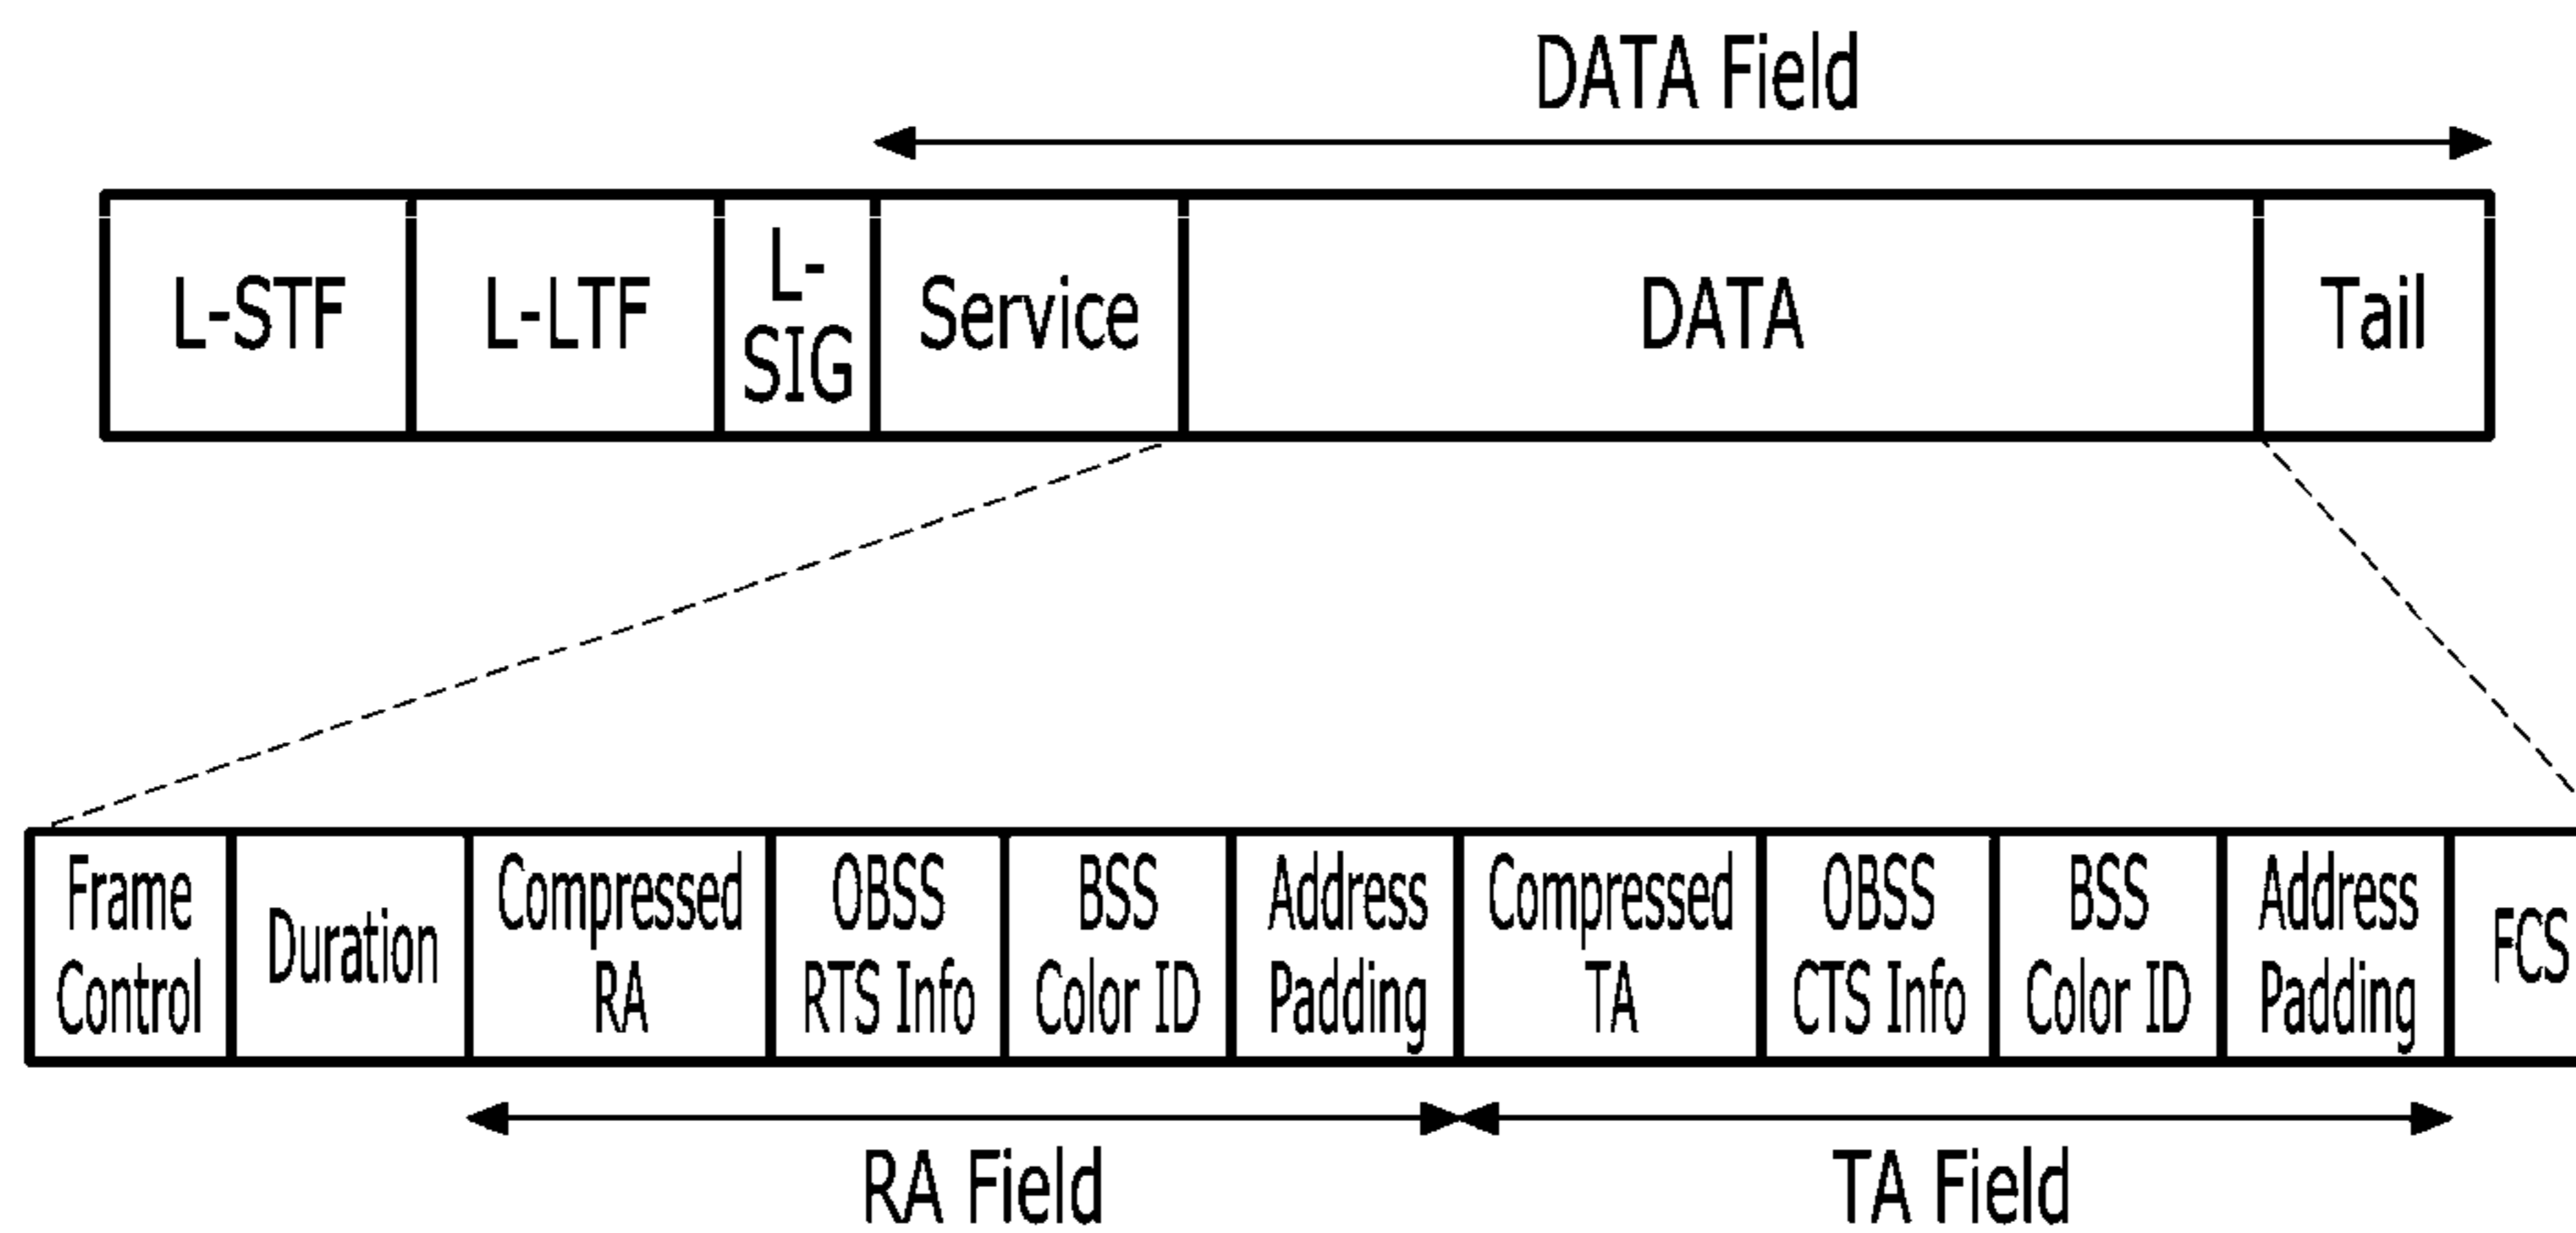 DATA Field
L-STF
L-LTF
L-
SIG
Service
DATA
Tail
Frame
Control
Duration
Compressed
RA
OBSS
RTS Info
BSS
Color ID
Address
Padding
Compressed
TA
OBSS
CTS Info
BSS
Color ID
Address
Padding
FCS
RA Field
TA Field